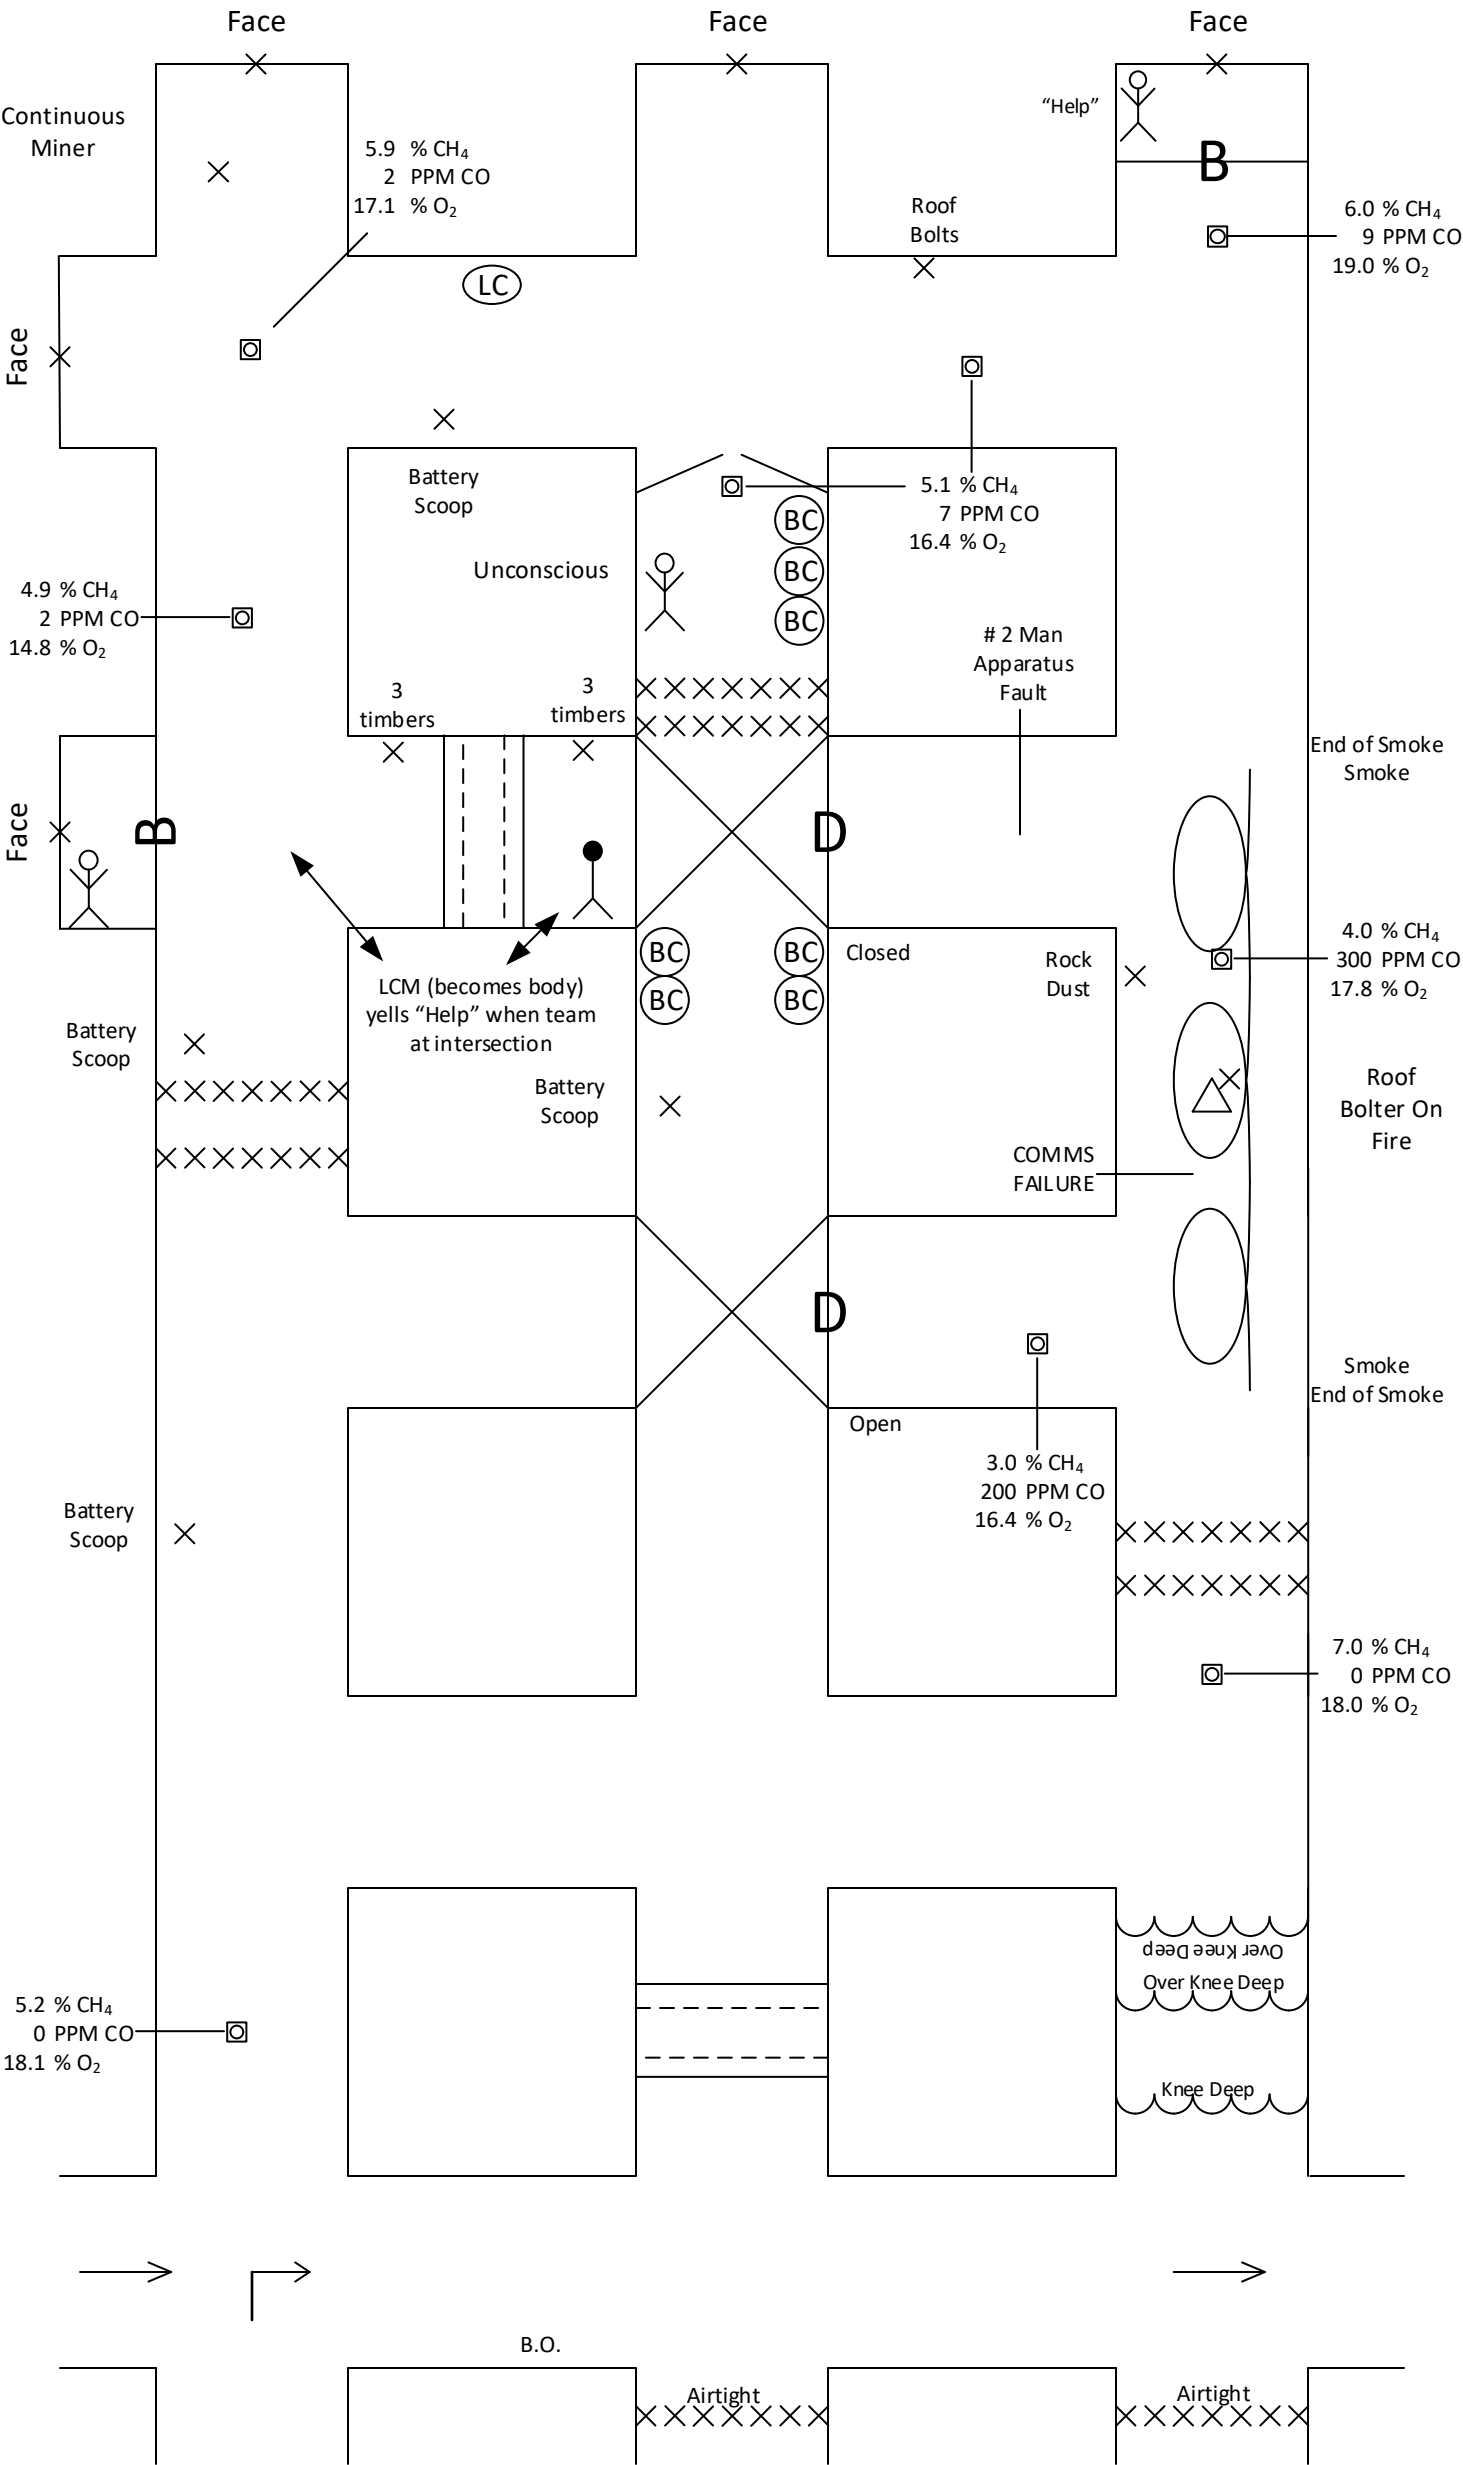 Face
Face
Face
Continuous
Miner
"Help"
B
5.9 % CH₄
2 PPM CO
17.1 % O₂
Roof
Bolts
6.0 % CH₄
9 PPM CO
19.0 % O₂
LC
Face
Battery
Scoop
5.1 % CH₄
7 PPM CO
16.4 % O₂
BC
BC
BC
Unconscious
4.9 % CH₄
2 PPM CO
14.8 % O₂
# 2 Man
Apparatus
Fault
3
timbers
3
timbers
End of Smoke
Smoke
Face
B
D
BC
BC
BC
BC
Closed
Rock
Dust
4.0 % CH₄
300 PPM CO
17.8 % O₂
LCM (becomes body)
yells "Help" when team
at intersection
Battery
Scoop
Battery
Scoop
Roof
Bolter On
Fire
COMMS
FAILURE
D
Smoke
End of Smoke
Open
3.0 % CH₄
200 PPM CO
16.4 % O₂
Battery
Scoop
7.0 % CH₄
0 PPM CO
18.0 % O₂
Over Knee Deep
Over Knee Deep
5.2 % CH₄
0 PPM CO
18.1 % O₂
Knee Deep
B.O.
Airtight
Airtight